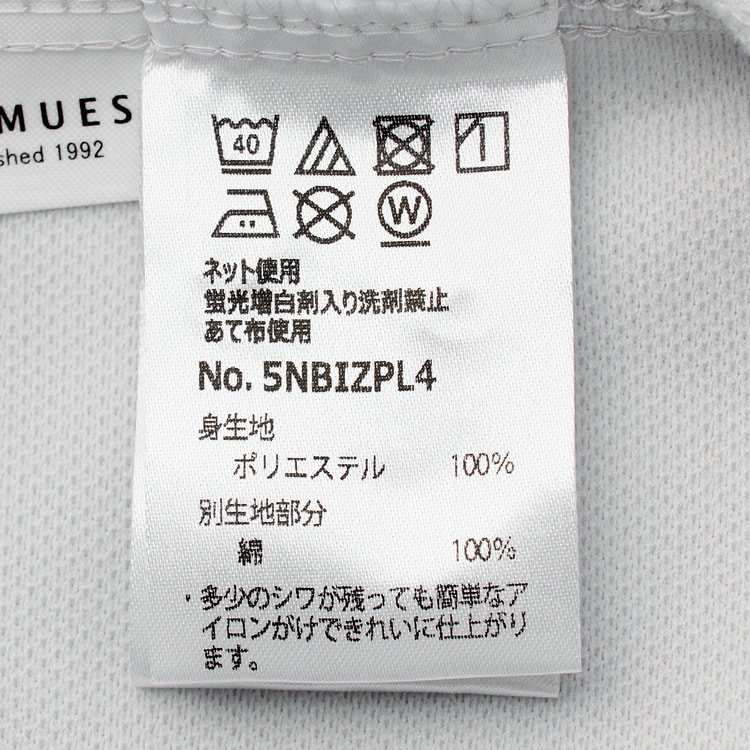 MUES
shed 1992
40
W
ネット使用
蛍光増白剤入り洗剤禁止
あて布使用
No. 5NBIZPL4
身生地
ポリエステル 100%
別生地部分
綿 100%
・多少のシワが残っても簡単なア
イロンがけできれいに仕上がり
ます。